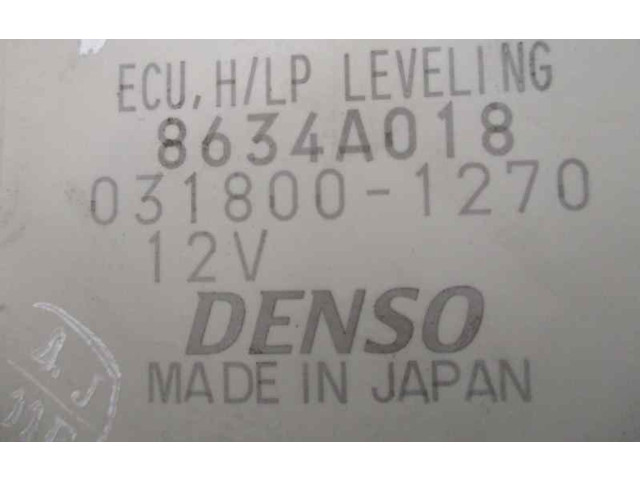 ECU, H/LP LEVELING
8634A018
031800-1270
12V
DENSO
MADE IN JAPAN